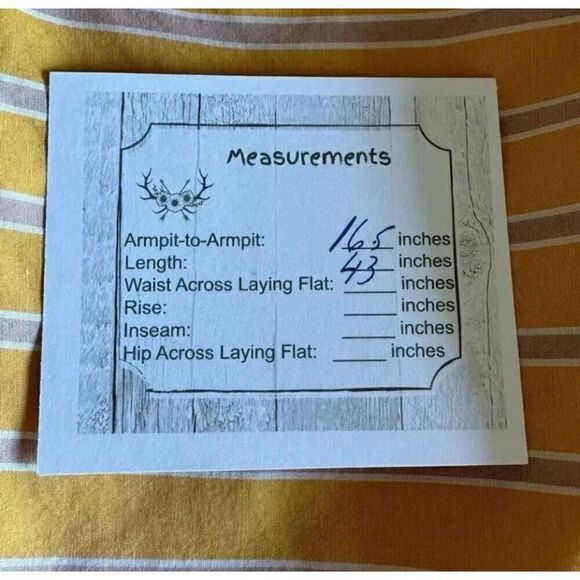 Measurements
Armpit-to-Armpit: 16.5 inches
Length: 43 inches
Waist Across Laying Flat: ____ inches
Rise: ____ inches
Inseam: ____ inches
Hip Across Laying Flat: ____ inches